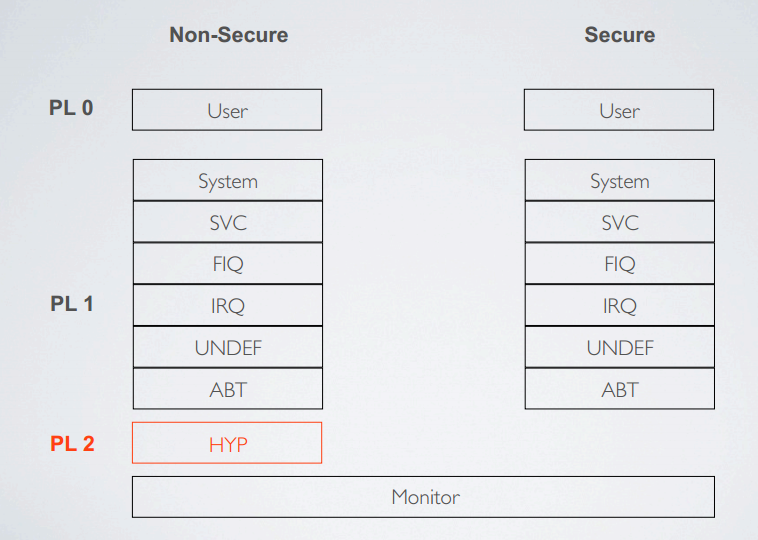 Non-Secure Secure
PL 0 User User
System System
SVC SVC
FIQ FIQ
PL 1 IRQ IRQ
UNDEF UNDEF
ABT ABT
PL 2 HYP
Monitor